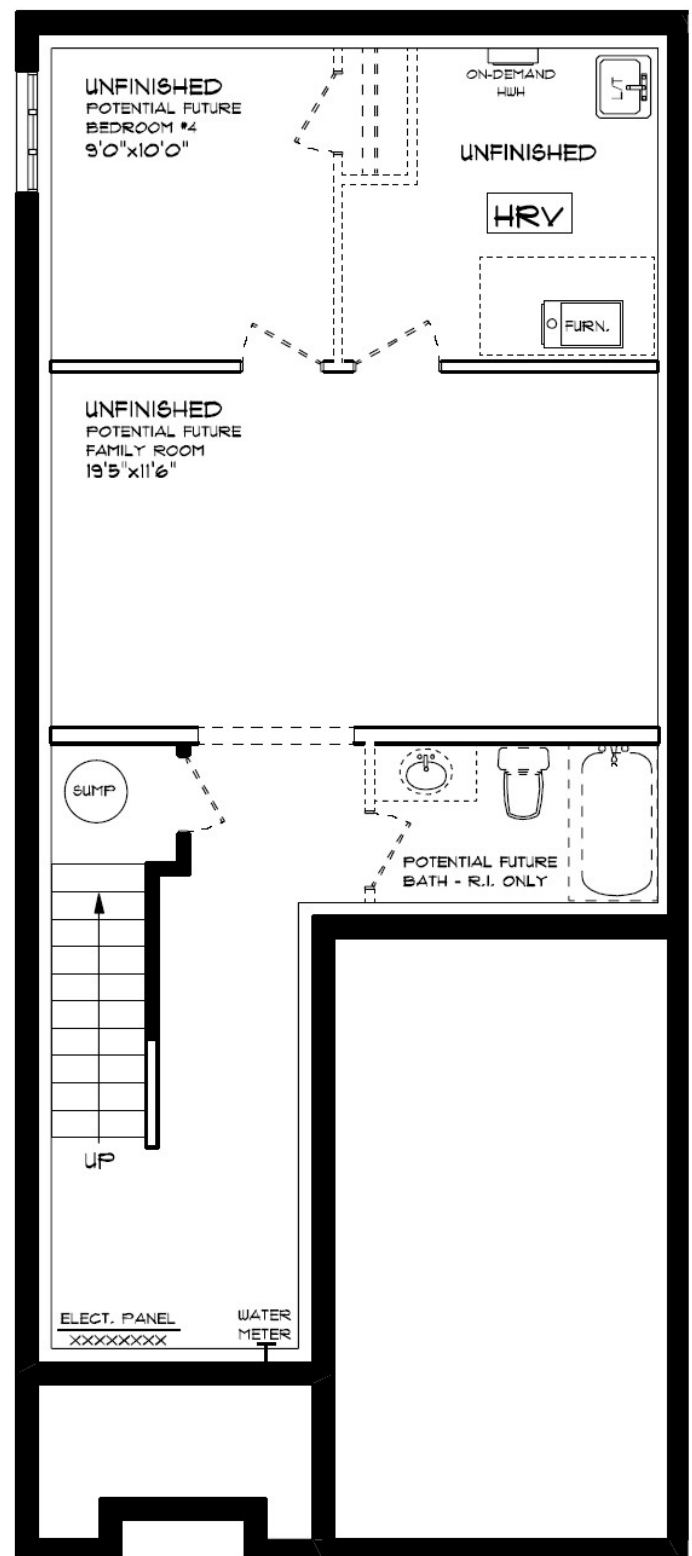 UNFINISHED
POTENTIAL FUTURE
BEDROOM #4
9'0"x10'0"
ON-DEMAND
HWH
L/T
UNFINISHED
HRV
FURN.
UNFINISHED
POTENTIAL FUTURE
FAMILY ROOM
19'5"x11'6"
SUMP
POTENTIAL FUTURE
BATH - R.I. ONLY
UP
ELECT. PANEL
XXXXXXXX
WATER
METER